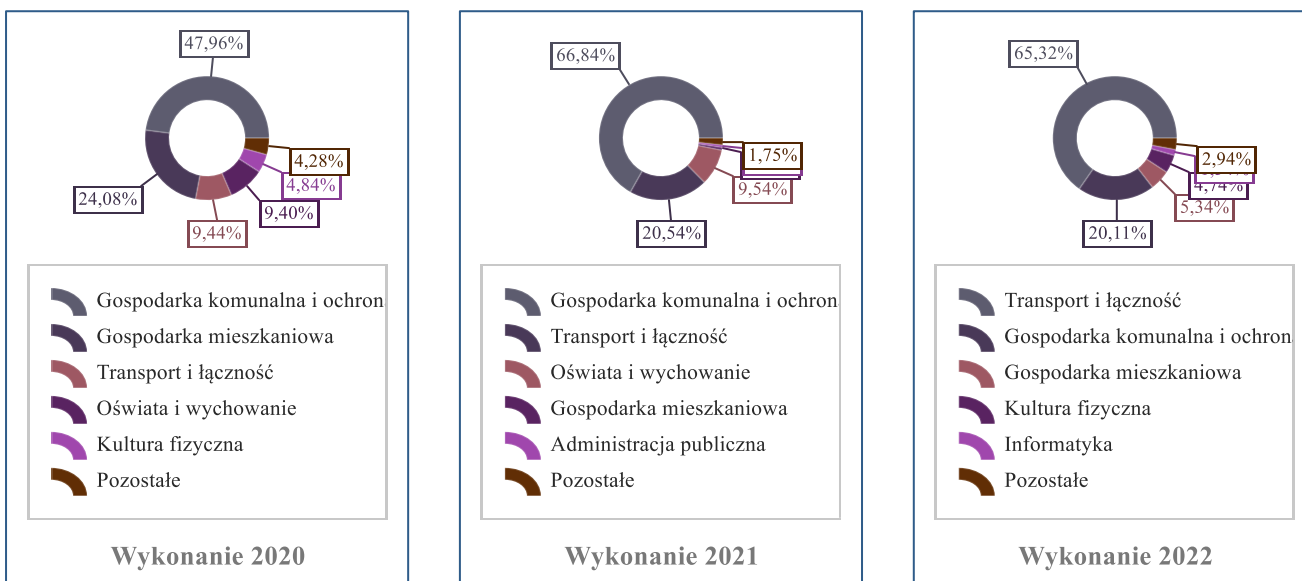 47,96%
4,28%
4,84%
24,08%
9,40%
9,44%
Gospodarka komunalna i ochron
Gospodarka mieszkaniowa
Transport i łączność
Oświata i wychowanie
Kultura fizyczna
Pozostałe
Wykonanie 2020
66,84%
1,75%
9,54%
20,54%
Gospodarka komunalna i ochron
Transport i łączność
Oświata i wychowanie
Gospodarka mieszkaniowa
Administracja publiczna
Pozostałe
Wykonanie 2021
65,32%
2,94%
4,74%
5,34%
20,11%
Transport i łączność
Gospodarka komunalna i ochron
Gospodarka mieszkaniowa
Kultura fizyczna
Informatyka
Pozostałe
Wykonanie 2022